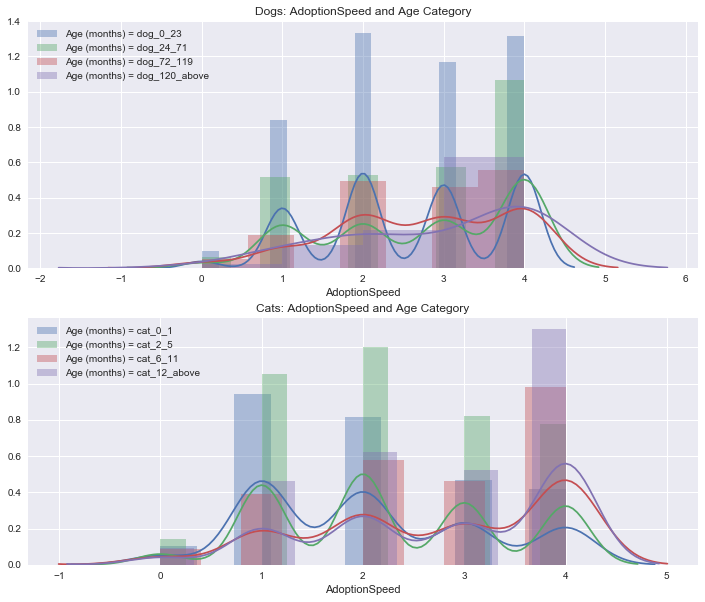 Dogs: AdoptionSpeed and Age Category
1.4
1.2
1.0
0.8
0.6
0.4
0.2
0.0
Age (months) = dog_0_23
Age (months) = dog_24_71
Age (months) = dog_72_119
Age (months) = dog_120_above
−2 −1 0 1 2 3 4 5 6
AdoptionSpeed
Cats: AdoptionSpeed and Age Category
1.2
1.0
0.8
0.6
0.4
0.2
0.0
Age (months) = cat_0_1
Age (months) = cat_2_5
Age (months) = cat_6_11
Age (months) = cat_12_above
−1 0 1 2 3 4 5
AdoptionSpeed